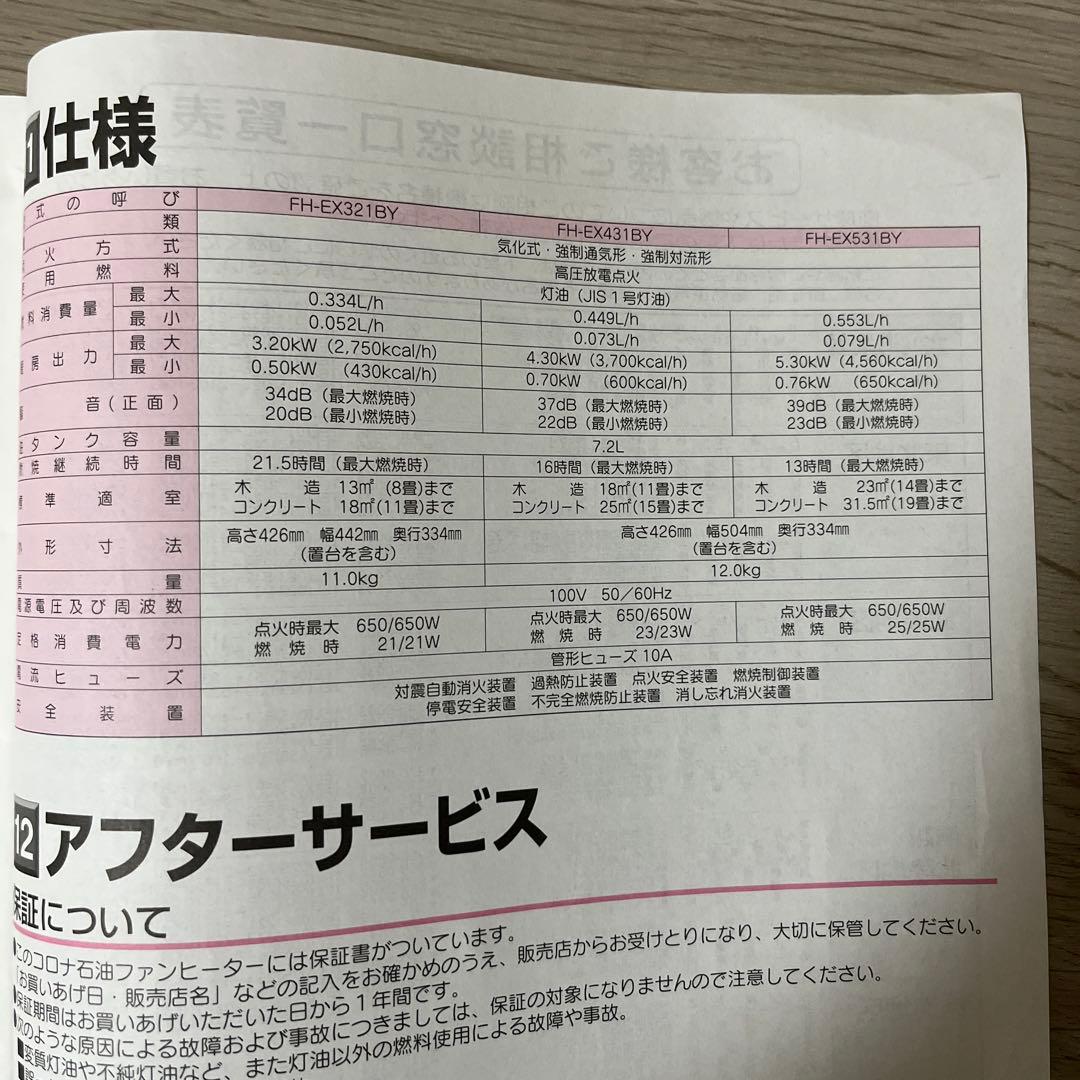 1 仕様
式の呼び FH-EX321BY FH-EX431BY FH-EX531BY
類 気化式・強制通気形・強制対流形
火方式 高圧放電点火
用燃料 灯油（JIS１号灯油）
料消費量 最大 0.334L/h 0.449L/h 0.553L/h
最小 0.052L/h 0.073L/h 0.079L/h
房出力 最大 3.20kW（2,750kcal/h） 4.30kW（3,700kcal/h） 5.30kW（4,560kcal/h）
最小 0.50kW （430kcal/h） 0.70kW （600kcal/h） 0.76kW （650kcal/h）
音（正面） 34dB（最大燃焼時） 37dB（最大燃焼時） 39dB（最大燃焼時）
20dB（最小燃焼時） 22dB（最小燃焼時） 23dB（最小燃焼時）
タンク容量 7.2L
焼継続時間 21.5時間（最大燃焼時） 16時間（最大燃焼時） 13時間（最大燃焼時）
準適室 木造 13㎡（8畳）まで 木造 18㎡（11畳）まで 木造 23㎡（14畳）まで
コンクリート 18㎡（11畳）まで コンクリート 25㎡（15畳）まで コンクリート 31.5㎡（19畳）まで
形寸法 高さ426㎜ 幅442㎜ 奥行334㎜ 高さ426㎜ 幅504㎜ 奥行334㎜
（置台を含む） （置台を含む）
量 11.0kg 12.0kg
源電圧及び周波数 100V 50／60Hz
格消費電力 点火時最大 650/650W 点火時最大 650/650W 点火時最大 650/650W
燃焼時 21/21W 燃焼時 23/23W 燃焼時 25/25W
流ヒューズ 管形ヒューズ 10A
全装置 対震自動消火装置 過熱防止装置 点火安全装置 燃焼制御装置
停電安全装置 不完全燃焼防止装置 消し忘れ消火装置
12 アフターサービス
保証について
●このコロナ石油ファンヒーターには保証書がついています。
「お買いあげ日・販売店名」などの記入をお確かめのうえ、販売店からお受けとりになり、大切に保管してください。
●保証期間はお買いあげいただいた日から１年間です。
●次のような原因による故障および事故につきましては、保証の対象になりませんので注意してください。
■変質灯油や不純灯油など、また灯油以外の燃料使用による故障や事故。